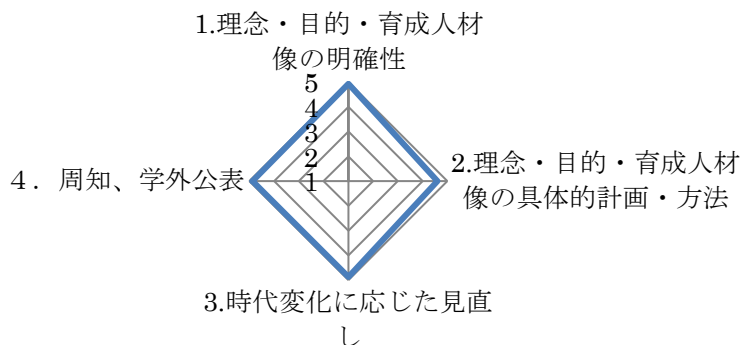 1.理念・目的・育成人材
像の明確性
5
4
3
2
1
2.理念・目的・育成人材
像の具体的計画・方法
3.時代変化に応じた見直
し
４．周知、学外公表